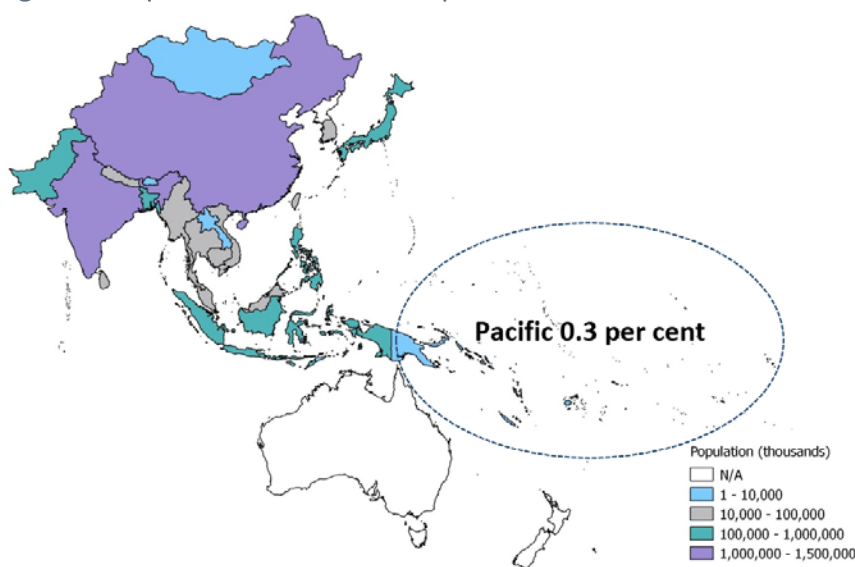 Pacific 0.3 per cent
Population (thousands)
N/A
1 - 10,000
10,000 - 100,000
100,000 - 1,000,000
1,000,000 - 1,500,000